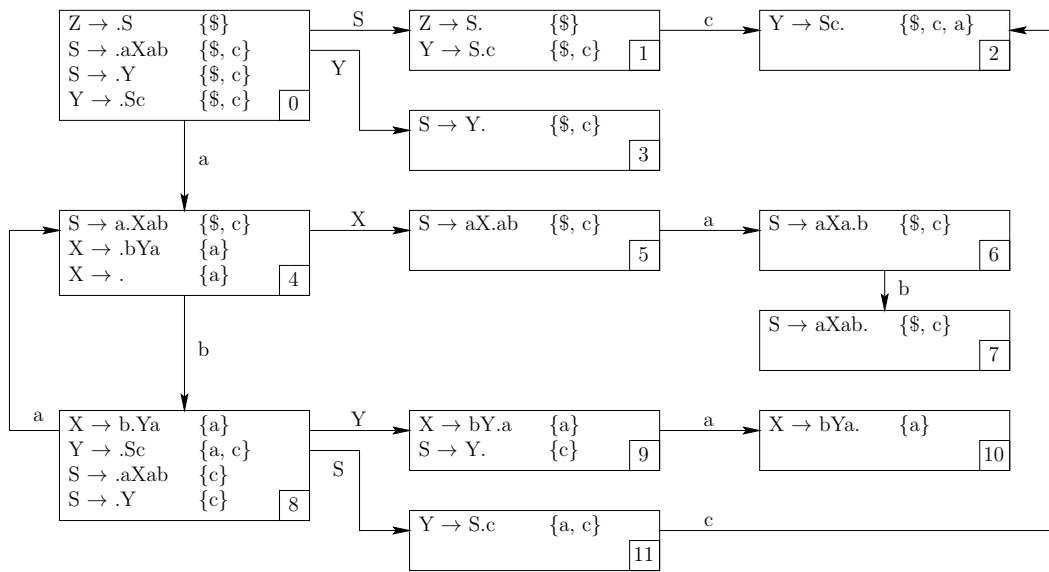 Z → .S {$}
S → .aXab {$, c}
S → .Y {$, c}
Y → .Sc {$, c}
0
S
Y
Z → S. {$}
Y → S.c {$, c}
1
c
Y → Sc. {$, c, a}
2
S → Y. {$, c}
3
a
S → a.Xab {$, c}
X → .bYa {a}
X → . {a}
4
X
S → aX.ab {$, c}
5
a
S → aXa.b {$, c}
6
b
S → aXab. {$, c}
7
b
a
X → b.Ya {a}
Y → .Sc {a, c}
S → .aXab {c}
S → .Y {c}
8
Y
S
X → bY.a {a}
S → Y. {c}
9
a
X → bYa. {a}
10
Y → S.c {a, c}
11
c